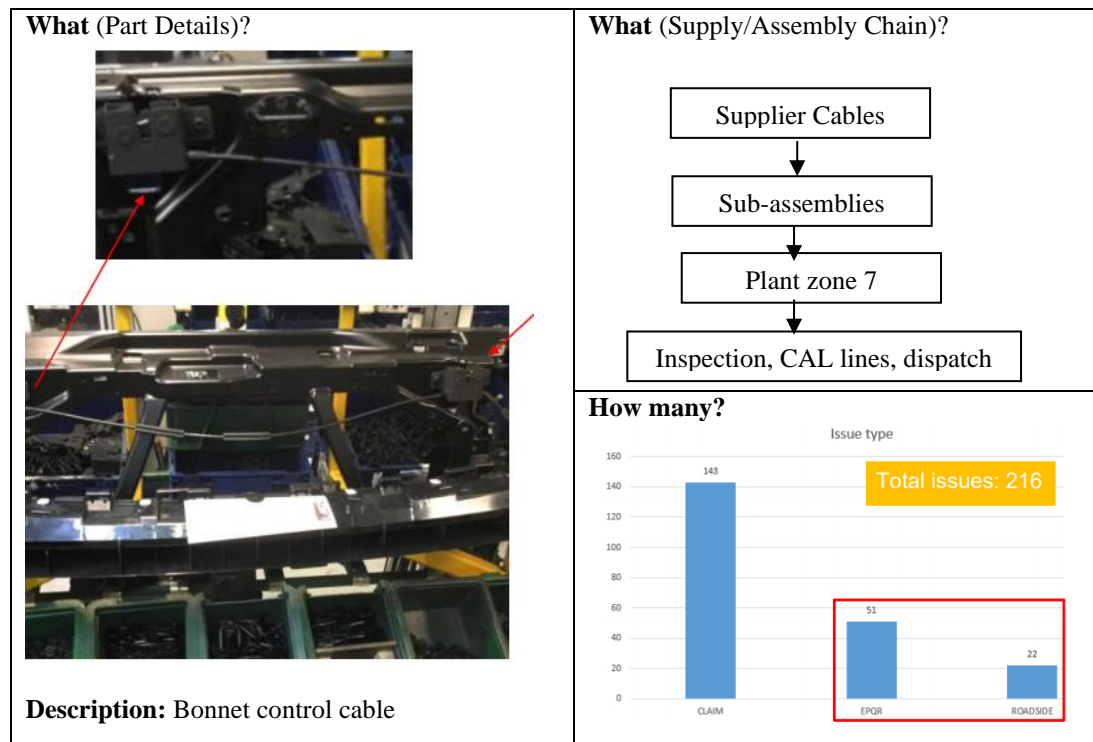 What (Part Details)?
Description: Bonnet control cable
What (Supply/Assembly Chain)?
Supplier Cables
Sub-assemblies
Plant zone 7
Inspection, CAL lines, dispatch
How many?
Issue type
Total issues: 216
160
140
120
100
80
60
40
20
0
143
51
22
CLAIM
EPQR
ROADSIDE